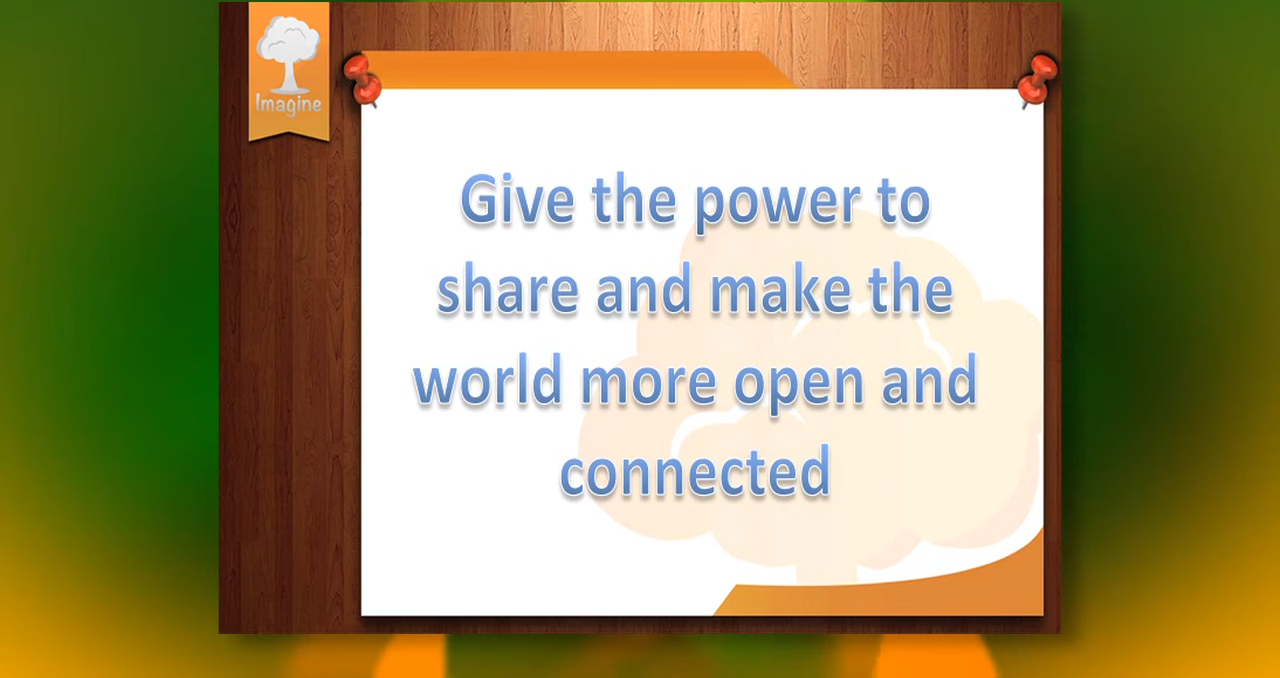 Imagine
Give the power to
share and make the
world more open and
connected